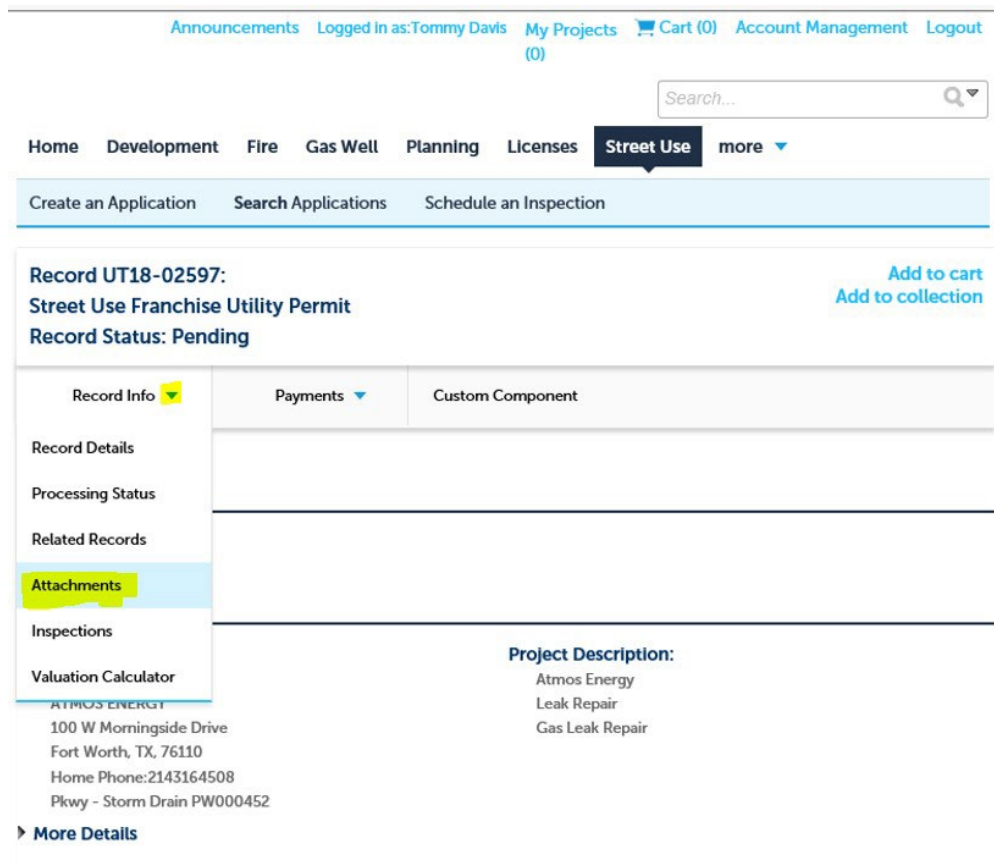 Announcements Logged in as:Tommy Davis My Projects (0) Cart (0) Account Management Logout
Search...
Home Development Fire Gas Well Planning Licenses Street Use more
Create an Application Search Applications Schedule an Inspection
Record UT18-02597:
Add to cart
Street Use Franchise Utility Permit
Add to collection
Record Status: Pending
Record Info Payments Custom Component
Record Details
Processing Status
Related Records
Attachments
Inspections
Valuation Calculator
ATMOS ENERGY
100 W Morningside Drive
Fort Worth, TX, 76110
Home Phone:2143164508
Pkwy - Storm Drain PW000452
Project Description:
Atmos Energy
Leak Repair
Gas Leak Repair
More Details